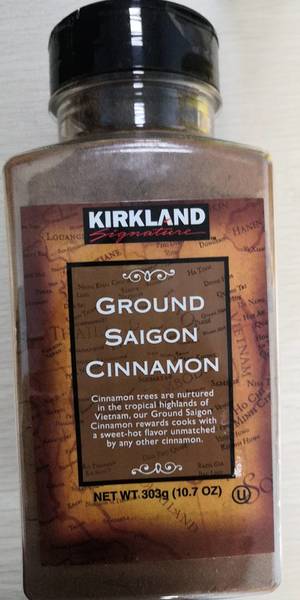 KIRKLAND
Signature
GROUND
SAIGON
CINNAMON
Cinnamon trees are nurtured
in the tropical highlands of
Vietnam, our Ground Saigon
Cinnamon rewards cooks with
a sweet-hot flavor unmatched
by any other cinnamon.
NET WT 303g (10.7 OZ)
U